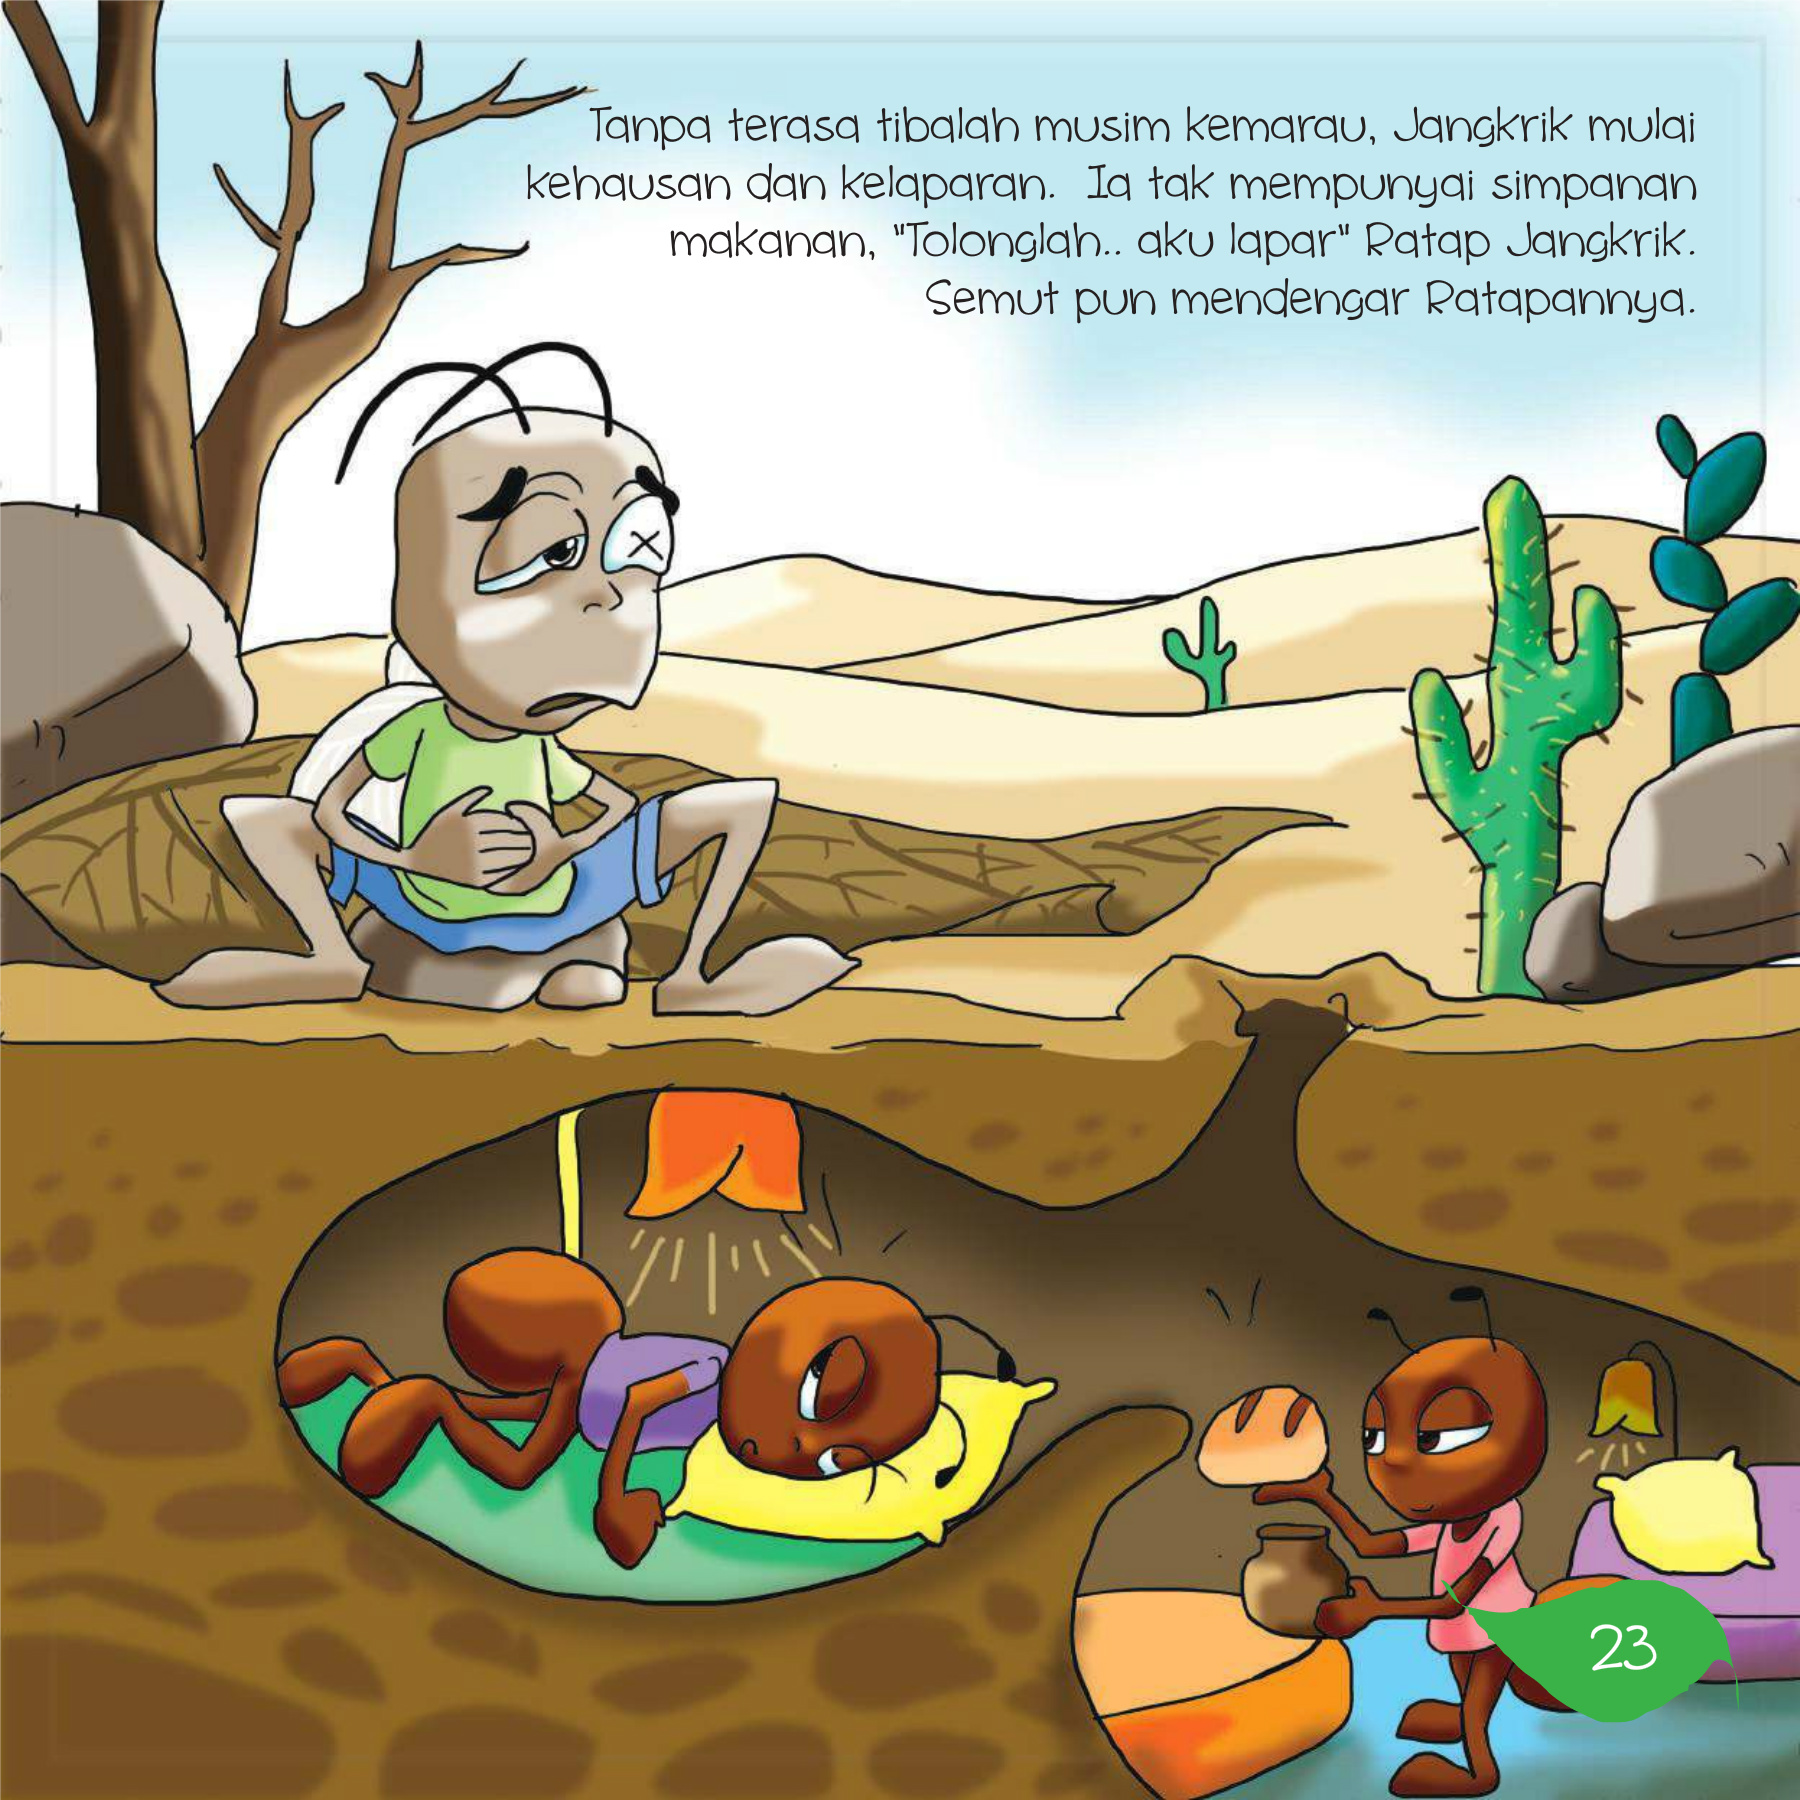 Tanpa terasa tibalah musim kemarau, Jangkrik mulai
kehausan dan kelaparan. Ia tak mempunyai simpanan
makanan, "Tolonglah.. aku lapar" Ratap Jangkrik.
Semut pun mendengar Ratapannya.
23